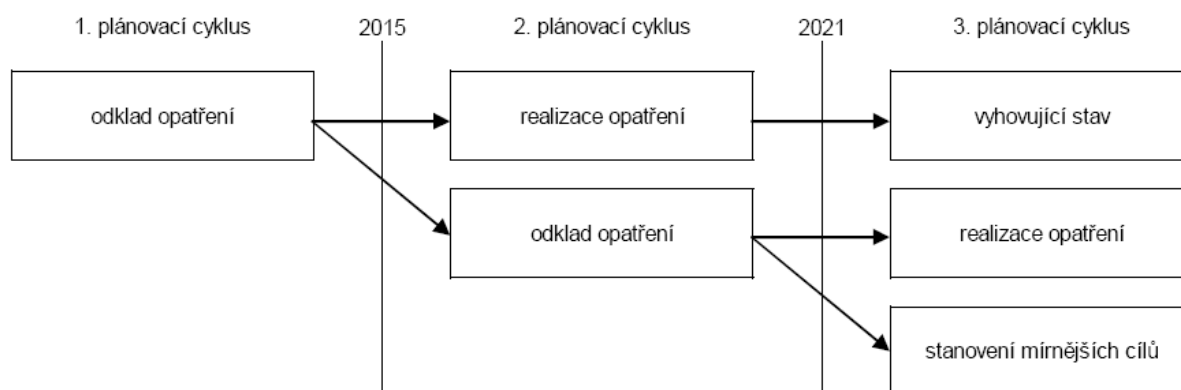 1. plánovací cyklus 2015 2. plánovací cyklus 2021 3. plánovací cyklus
odklad opatření realizace opatření vyhovující stav
odklad opatření realizace opatření
stanovení mírnějších cílů